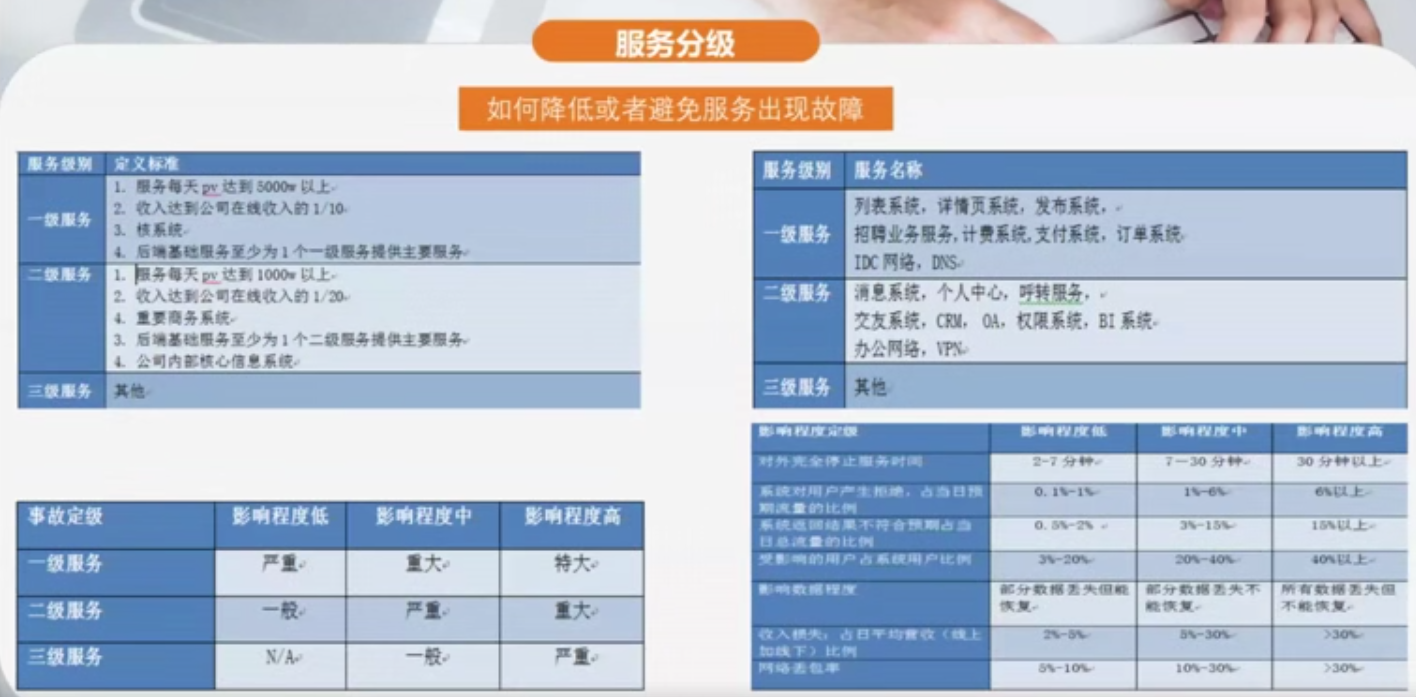 服务分级
如何降低或者避免服务出现故障
服务级别 定义标准
一级服务
1. 服务每天 pv 达到 5000w 以上
2. 收入达到公司在线收入的 1/10
3. 核系统
4. 后端基础服务至少为 1 个一级服务提供主要服务
二级服务
1. 服务每天 pv 达到 1000w 以上
2. 收入达到公司在线收入的 1/20
4. 重要商务系统
3. 后端基础服务至少为 1 个二级服务提供主要服务
4. 公司内部核心信息系统
三级服务 其他
服务级别 服务名称
一级服务
列表系统，详情页系统，发布系统，
招聘业务服务,计费系统,支付系统，订单系统
IDC 网络，DNS
二级服务
消息系统，个人中心，呼转服务，
交友系统，CRM， OA，权限系统，BI 系统
办公网络，VPN
三级服务 其他
事故定级 影响程度低 影响程度中 影响程度高
一级服务 严重 重大 特大
二级服务 一般 严重 重大
三级服务 N/A 一般 严重
影响程度定级 影响程度低 影响程度中 影响程度高
对外完全停止服务时间 2-7 分钟 7—30 分钟 30 分钟以上
系统对用户产生拒绝，占当日预
期流量的比例
0.1%-1% 1%-6% 6%以上
系统返回结果不符合预期占当
日总流量的比例
0.5%-2% 3%-15% 15%以上
受影响的用户占系统用户比例 3%-20% 20%-40% 40%以上
影响数据程度
部分数据丢失但能
恢复
部分数据丢失不
能恢复
所有数据丢失但
不能恢复
收入损失：占日平均营收（线上
加线下）比例
2%-5% 5%-30% >30%
网络丢包率 5%-10% 10%-30% >30%